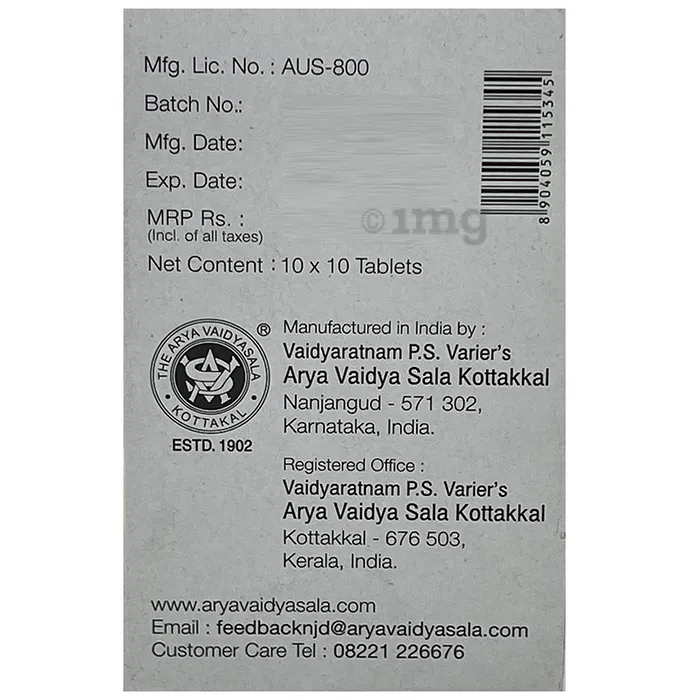 Mfg. Lic. No. : AUS-800
Batch No.:
Mfg. Date:
Exp. Date:
MRP Rs. :
(Incl. of all taxes)
Net Content : 10 x 10 Tablets
8 904059 115345
1mg
THE ARYA VAIDYASALA
KOTTAKAL
®
ESTD. 1902
Manufactured in India by :
Vaidyaratnam P.S. Varier's
Arya Vaidya Sala Kottakkal
Nanjangud - 571 302,
Karnataka, India.
Registered Office :
Vaidyaratnam P.S. Varier's
Arya Vaidya Sala Kottakkal
Kottakkal - 676 503,
Kerala, India.
www.aryavaidyasala.com
Email : feedbacknjd@aryavaidyasala.com
Customer Care Tel : 08221 226676